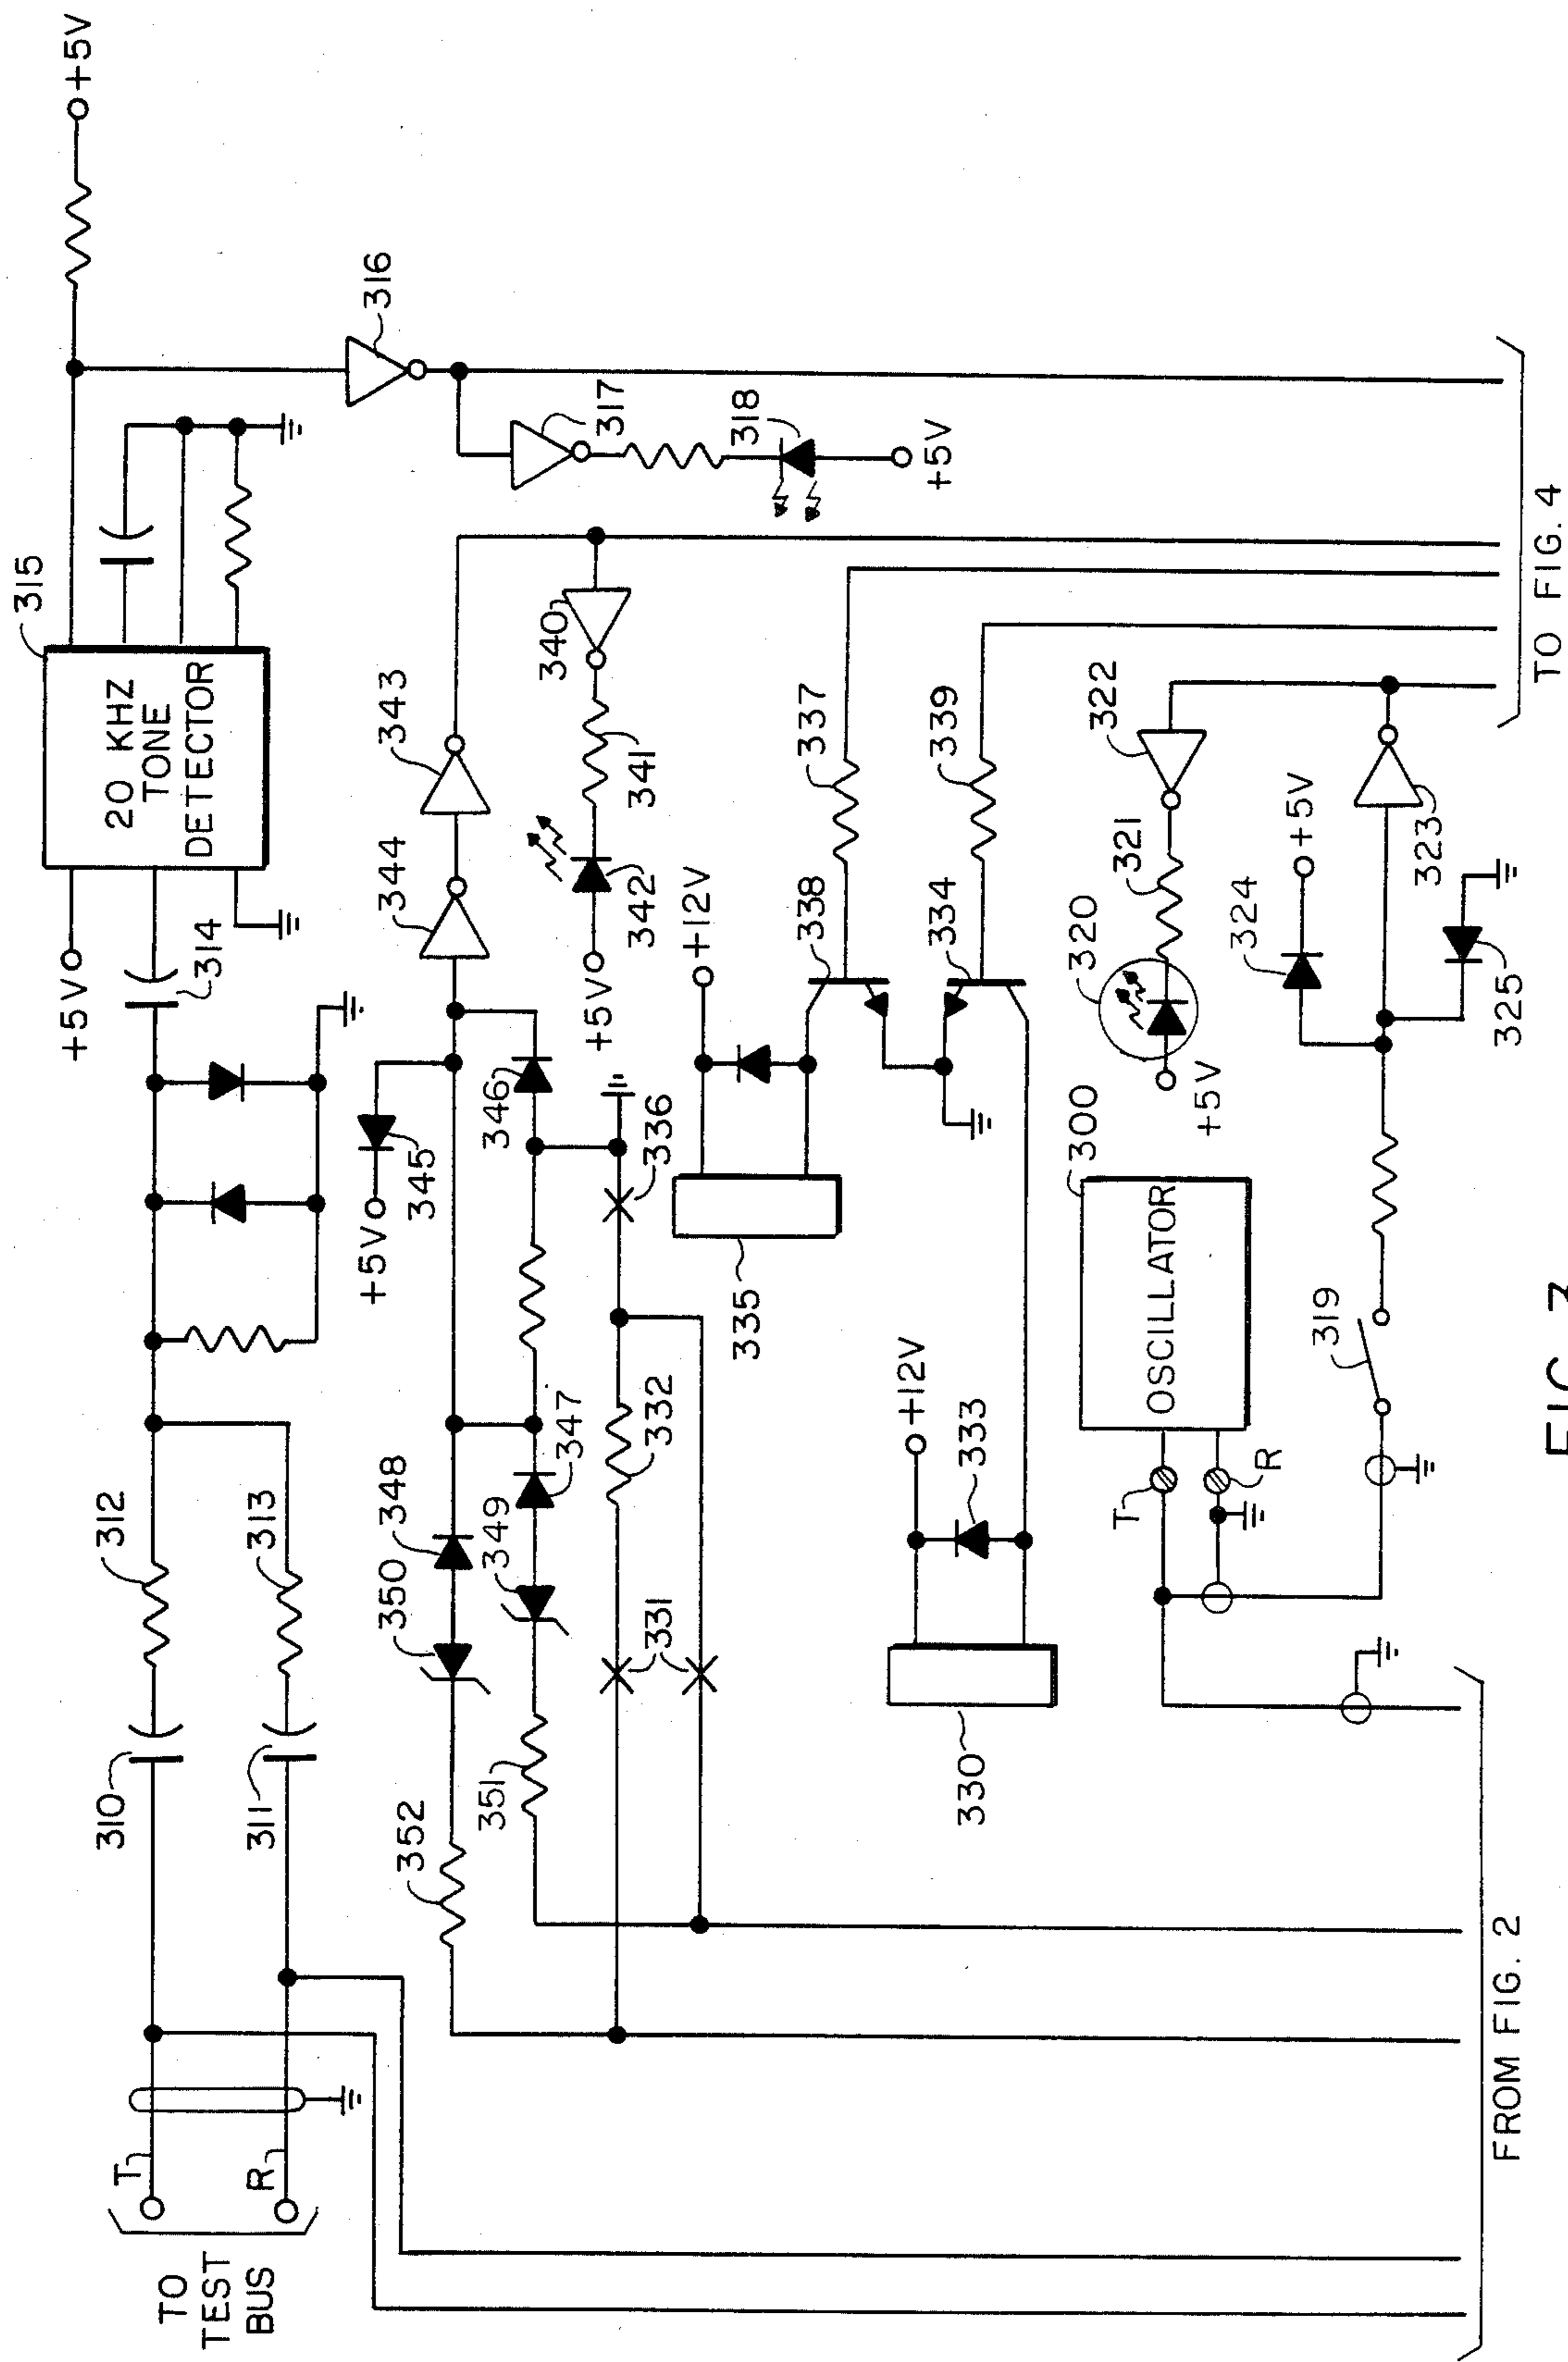 TO
TEST
BUS
T
R
310
311
312
313
314
+5V
315
20 KHZ
TONE
DETECTOR
+5V
316
317
318
+5V
352
350
348
351
349
347
+5V
345
346
344
343
340
341
342
+5V
331
332
336
335
+12V
338
337
334
339
330
+12V
333
T
R
300
OSCILLATOR
320
+5V
321
322
319
324
+5V
323
325
FROM FIG. 2
TO FIG. 4
FIG. 3